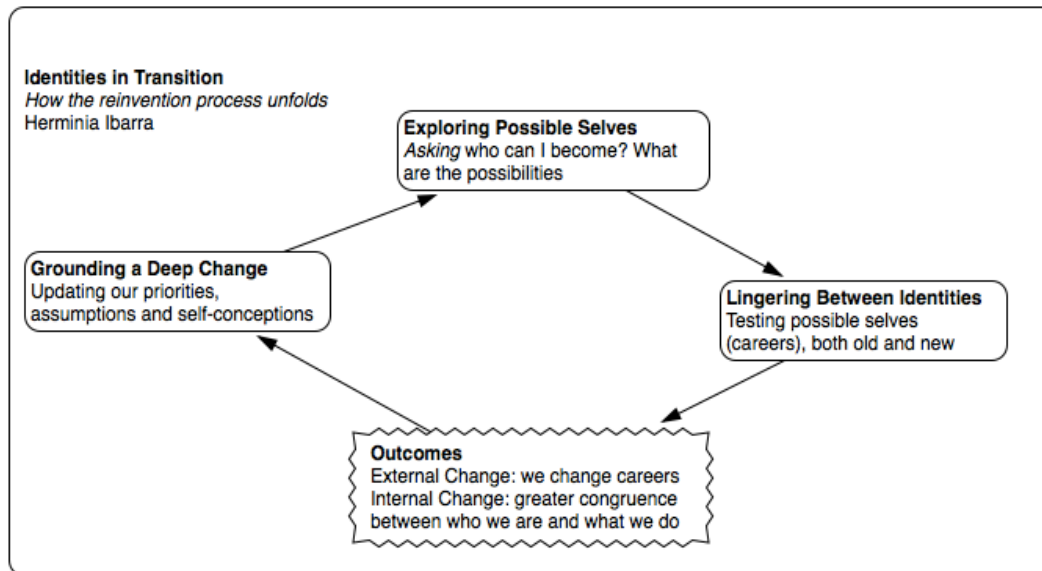 Identities in Transition
How the reinvention process unfolds
Herminia Ibarra
Exploring Possible Selves
Asking who can I become? What
are the possibilities
Grounding a Deep Change
Updating our priorities,
assumptions and self-conceptions
Lingering Between Identities
Testing possible selves
(careers), both old and new
Outcomes
External Change: we change careers
Internal Change: greater congruence
between who we are and what we do